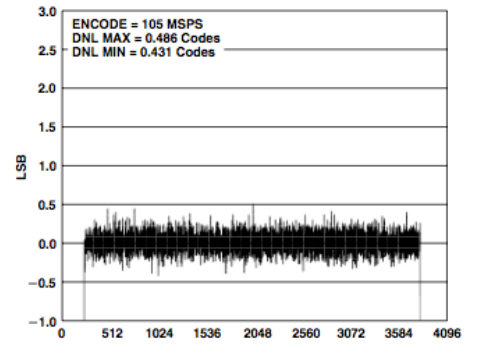 3.0
ENCODE = 105 MSPS
DNL MAX = 0.486 Codes
2.5
DNL MIN = 0.431 Codes
2.0
1.5
LSB
1.0
0.5
0.0
−0.5
−1.0
0 512 1024 1536 2048 2560 3072 3584 4096